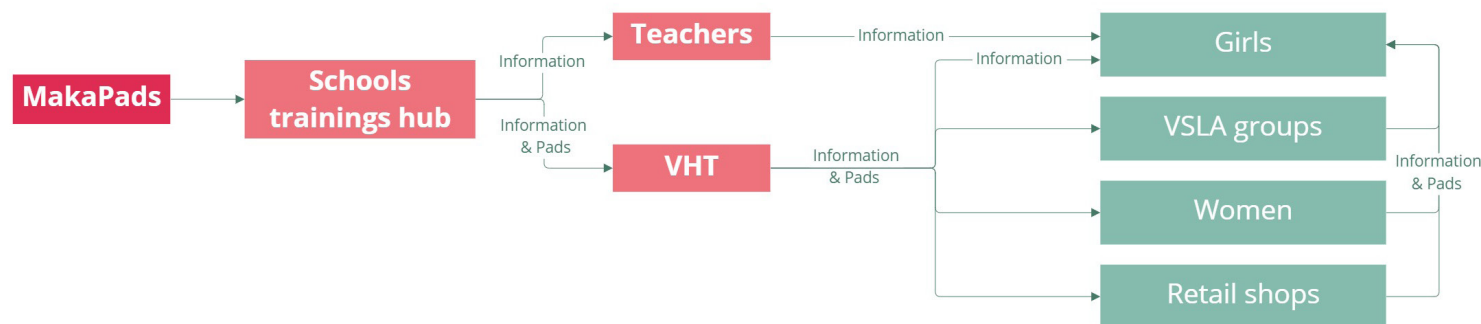 MakaPads
Schools
trainings hub
Information
Information
& Pads
Teachers
VHT
Information
Information
Information
& Pads
Girls
VSLA groups
Women
Retail shops
Information
& Pads